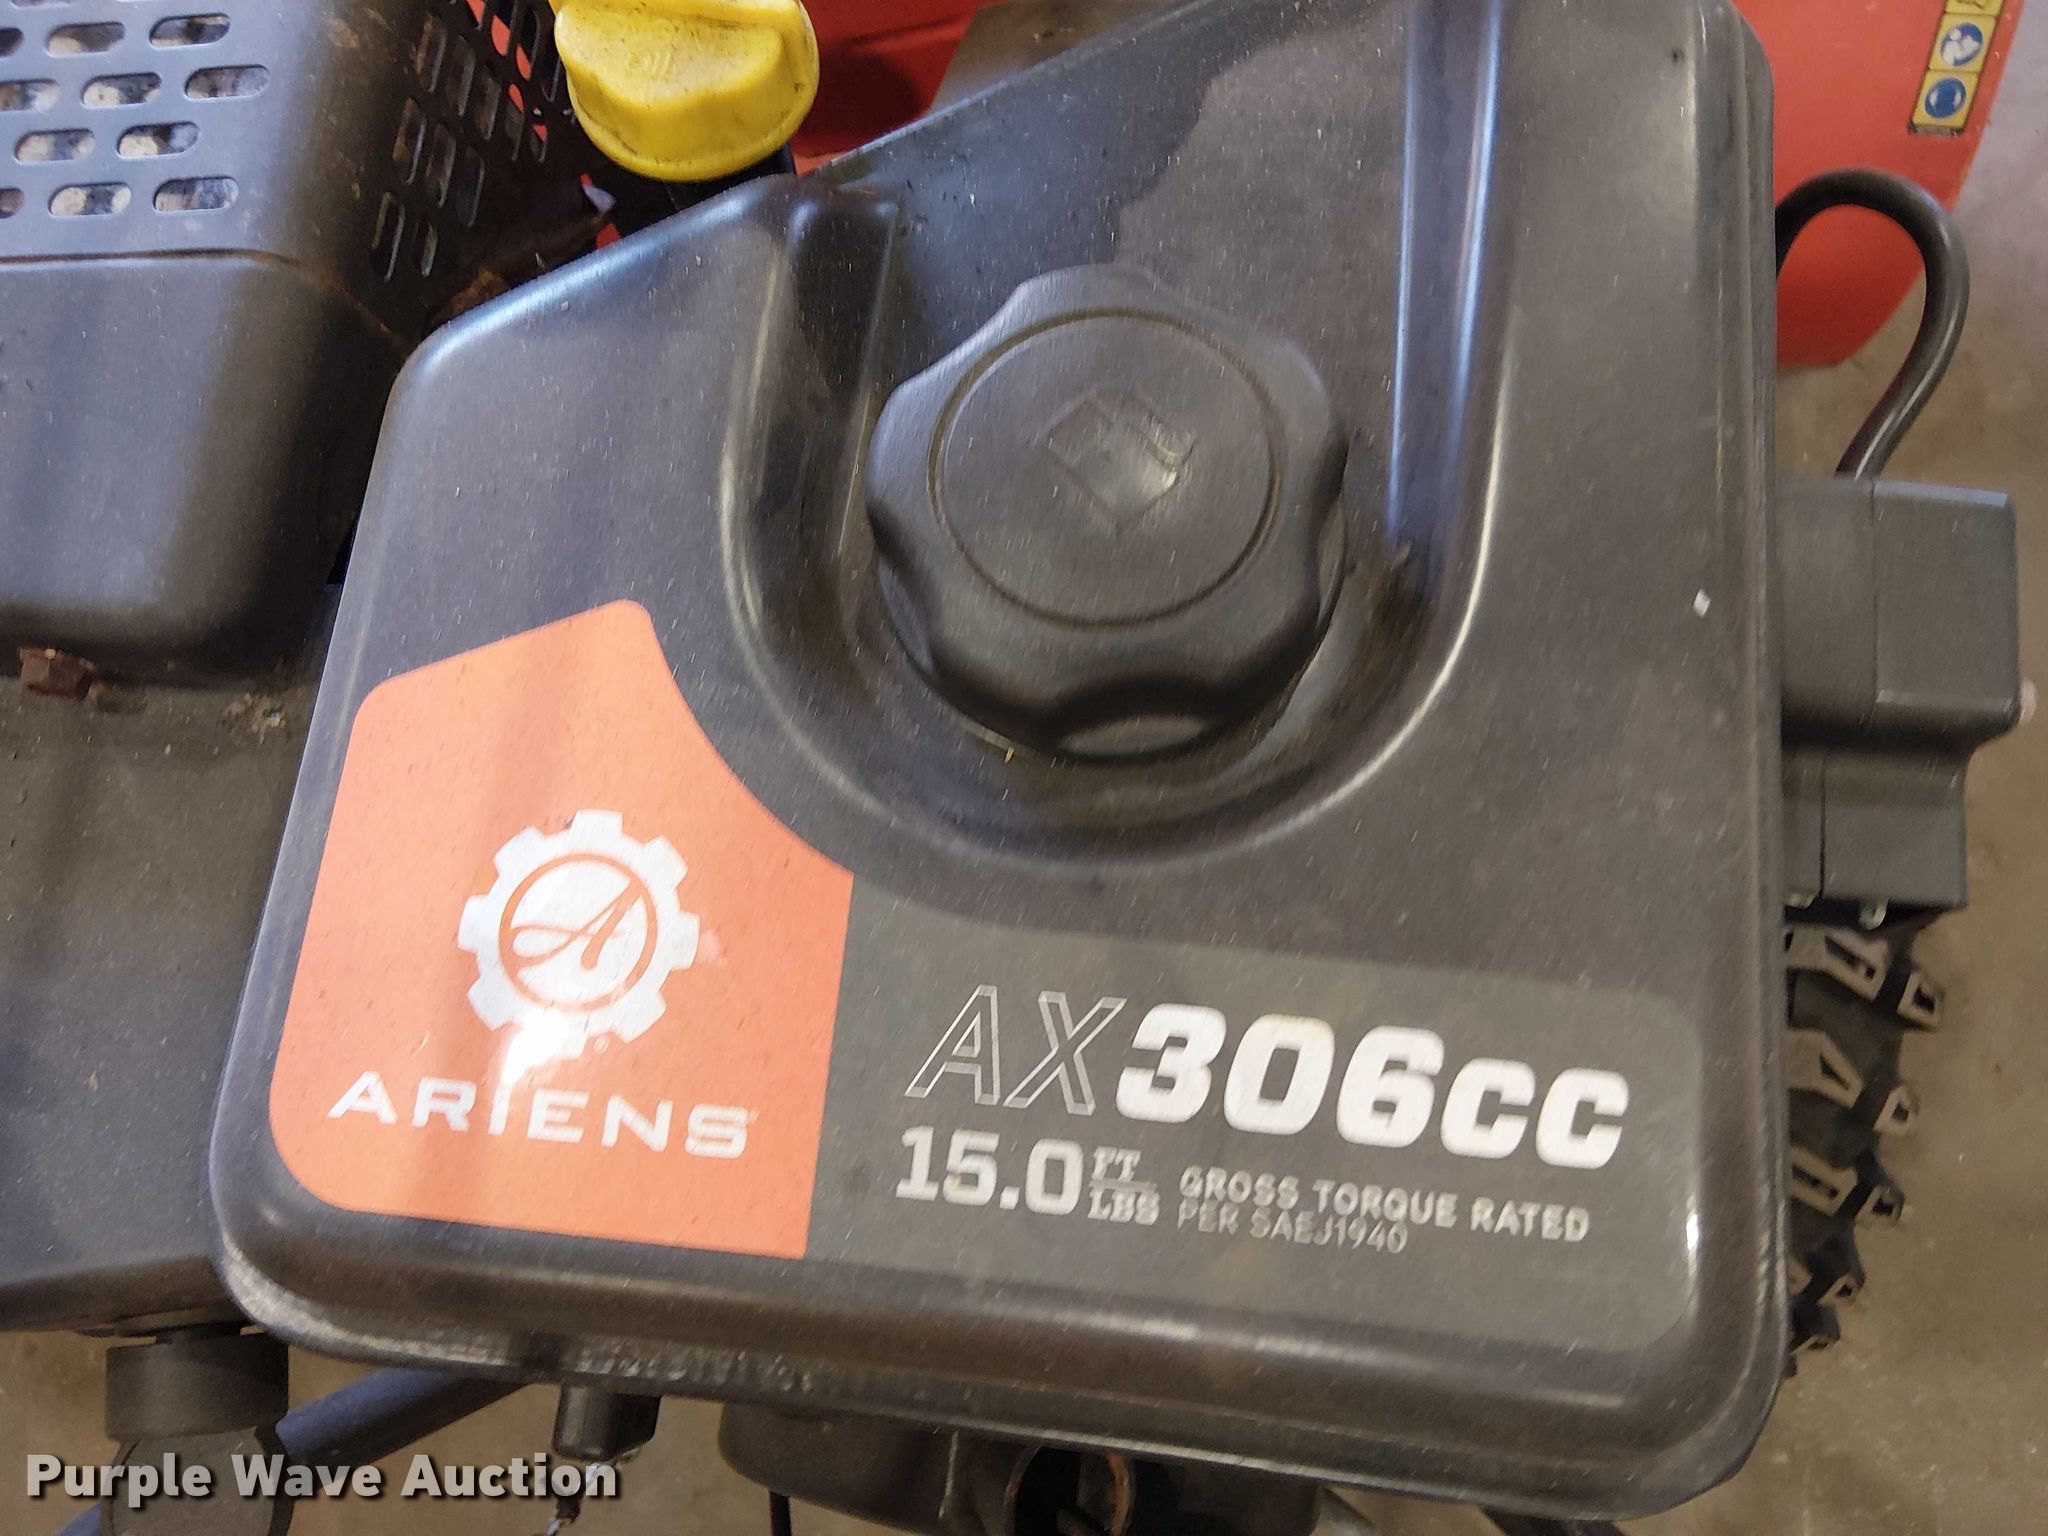 ARIENS
AX306CC
15.0 FT LBS GROSS TORQUE RATED
PER SAEJ1940
Purple Wave Auction